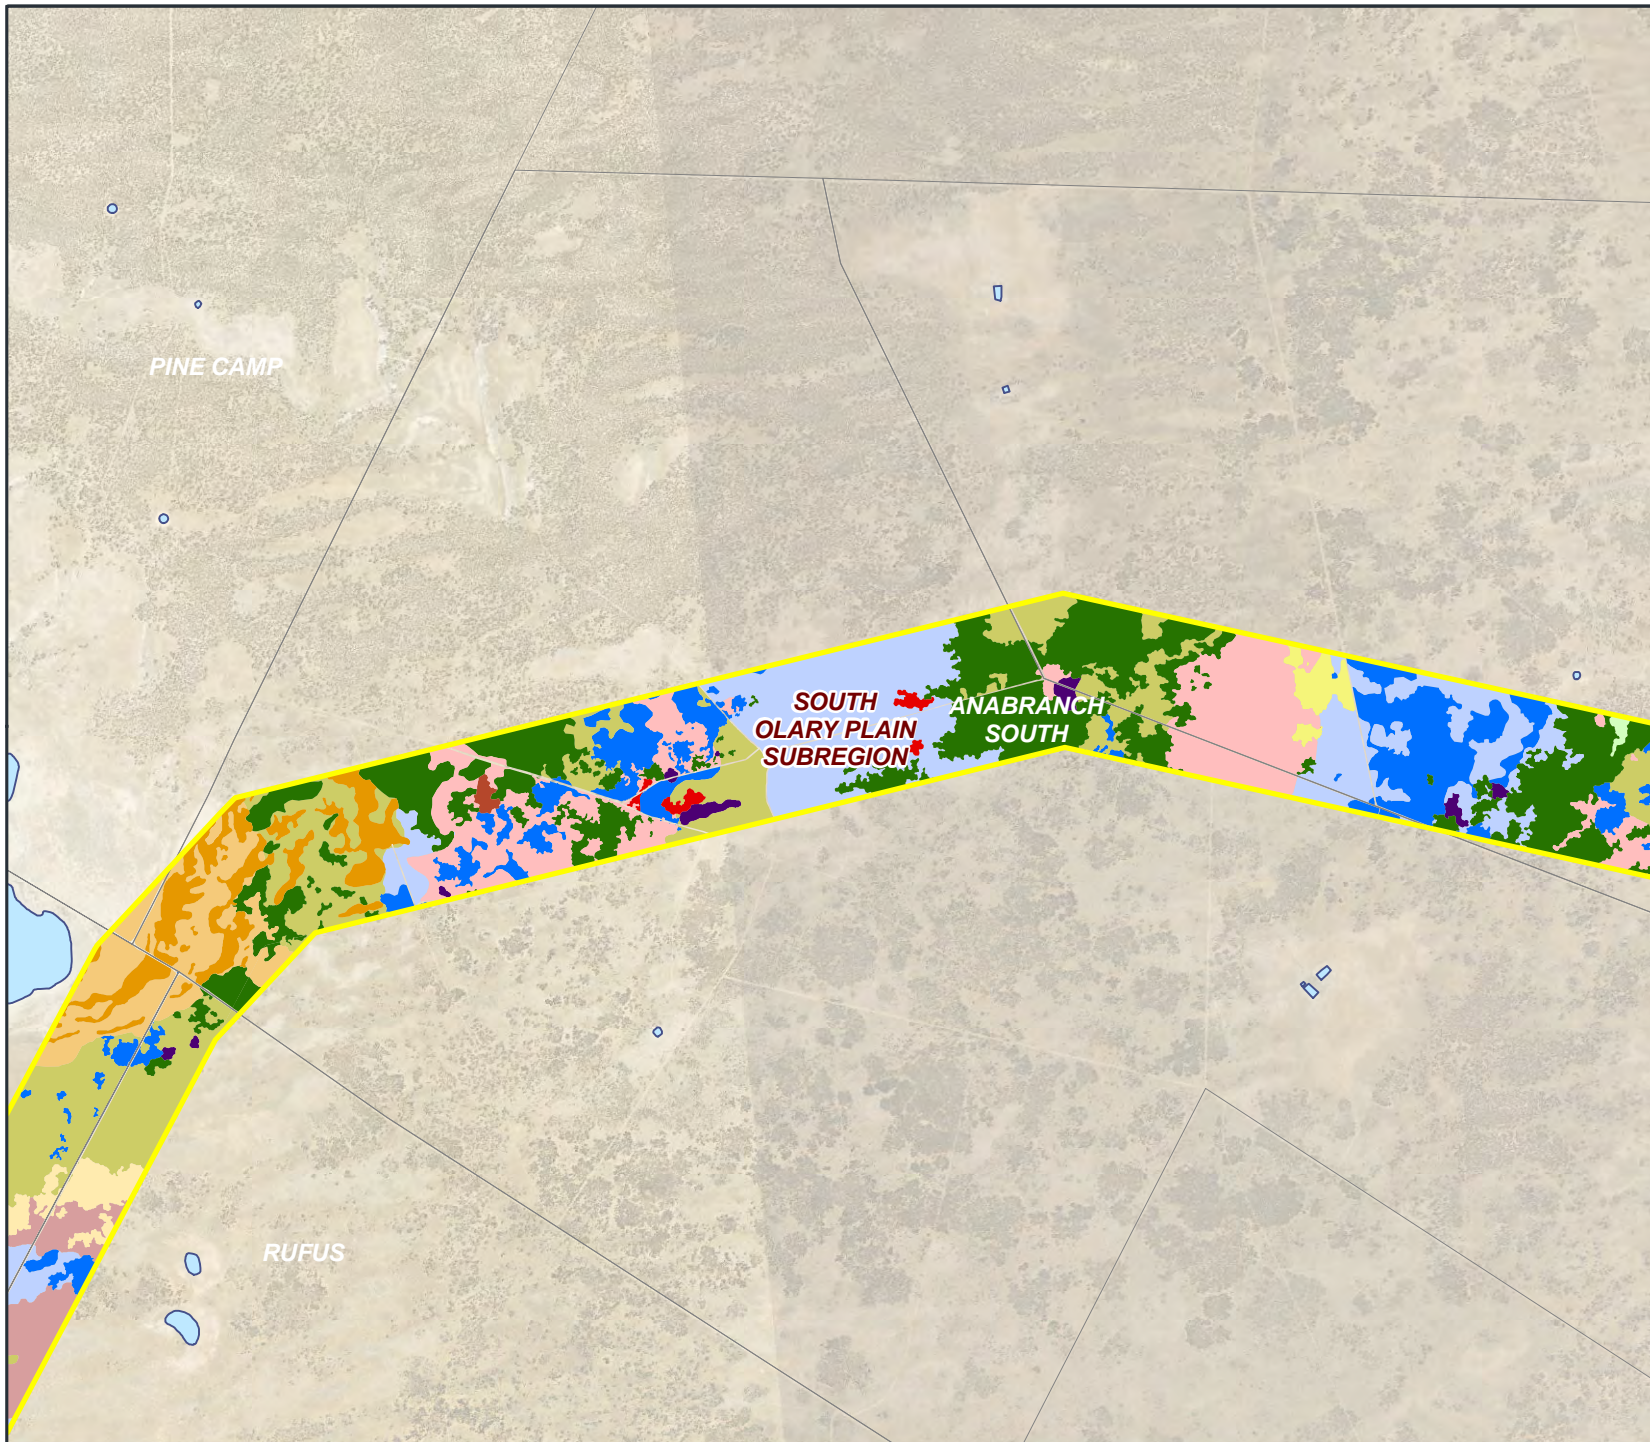 PINE CAMP
SOUTH
OLARY PLAIN
SUBREGION
ANABRANCH
SOUTH
RUFUS